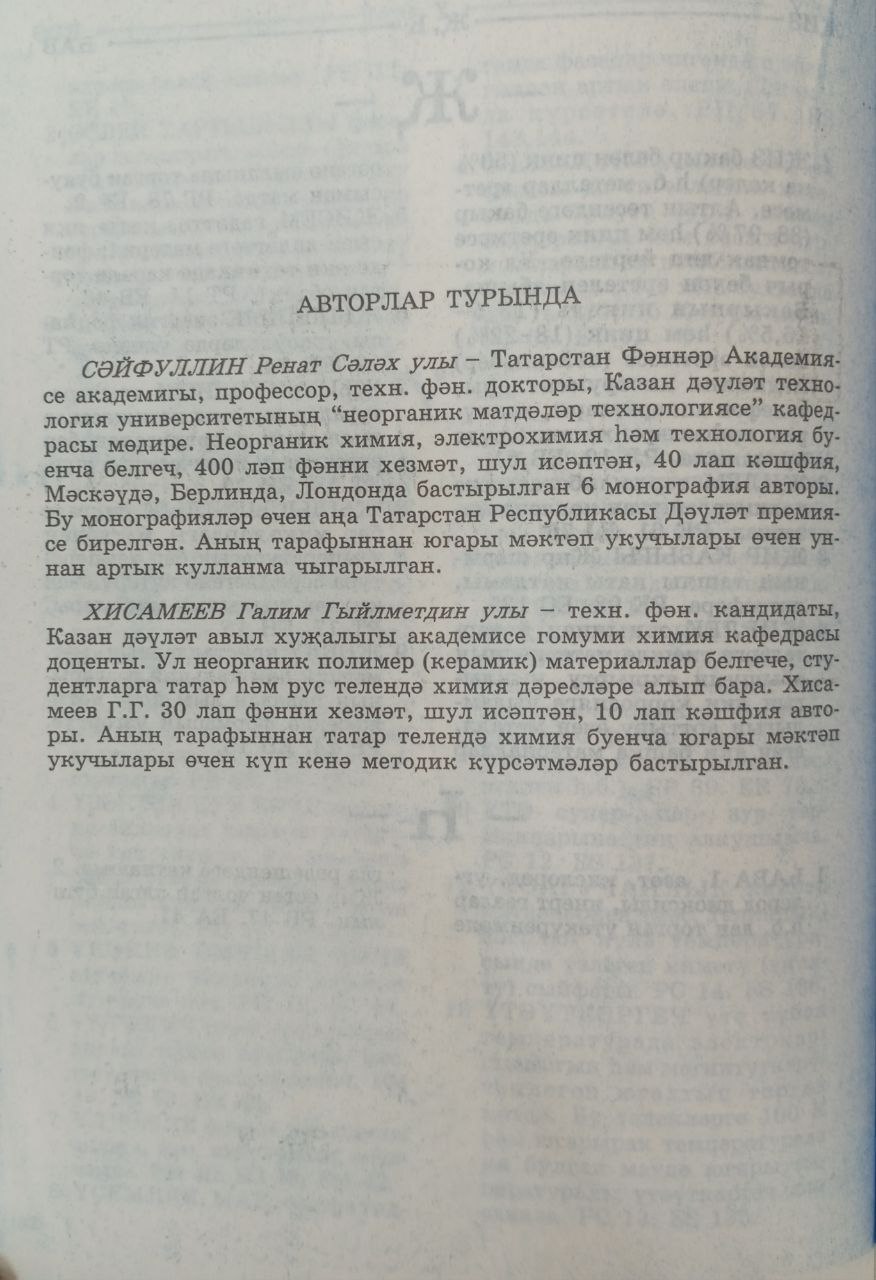 АВТОРЛАР ТУРЫНДА
СӘЙФУЛЛИН Ренат Сәләх улы – Татарстан Фәннәр Академия-
се академигы, профессор, техн. фән. докторы, Казан дәүләт техно-
логия университетының “неорганик матдәләр технологиясе” кафед-
расы мөдире. Неорганик химия, электрохимия һәм технология бу-
енча белгеч, 400 ләп фәнни хезмәт, шул исәптән, 40 лап кәшфия,
Мәскәүдә, Берлинда, Лондонда бастырылган 6 монография авторы.
Бу монографияләр өчен аңа Татарстан Республикасы Дәүләт премия-
се бирелгән. Аның тарафыннан югары мәктәп укучылары өчен ун-
нан артык кулланма чыгарылган.
ХИСАМЕЕВ Галим Гыйлметдин улы – техн. фән. кандидаты,
Казан дәүләт авыл хуҗалыгы академисе гомуми химия кафедрасы
доценты. Ул неорганик полимер (керамик) материаллар белгече, сту-
дентларга татар һәм рус телендә химия дәресләре алып бара. Хиса-
меев Г.Г. 30 лап фәнни хезмәт, шул исәптән, 10 лап кәшфия авто-
ры. Аның тарафыннан татар телендә химия буенча югары мәктәп
укучылары өчен күп кенә методик күрсәтмәләр бастырылган.